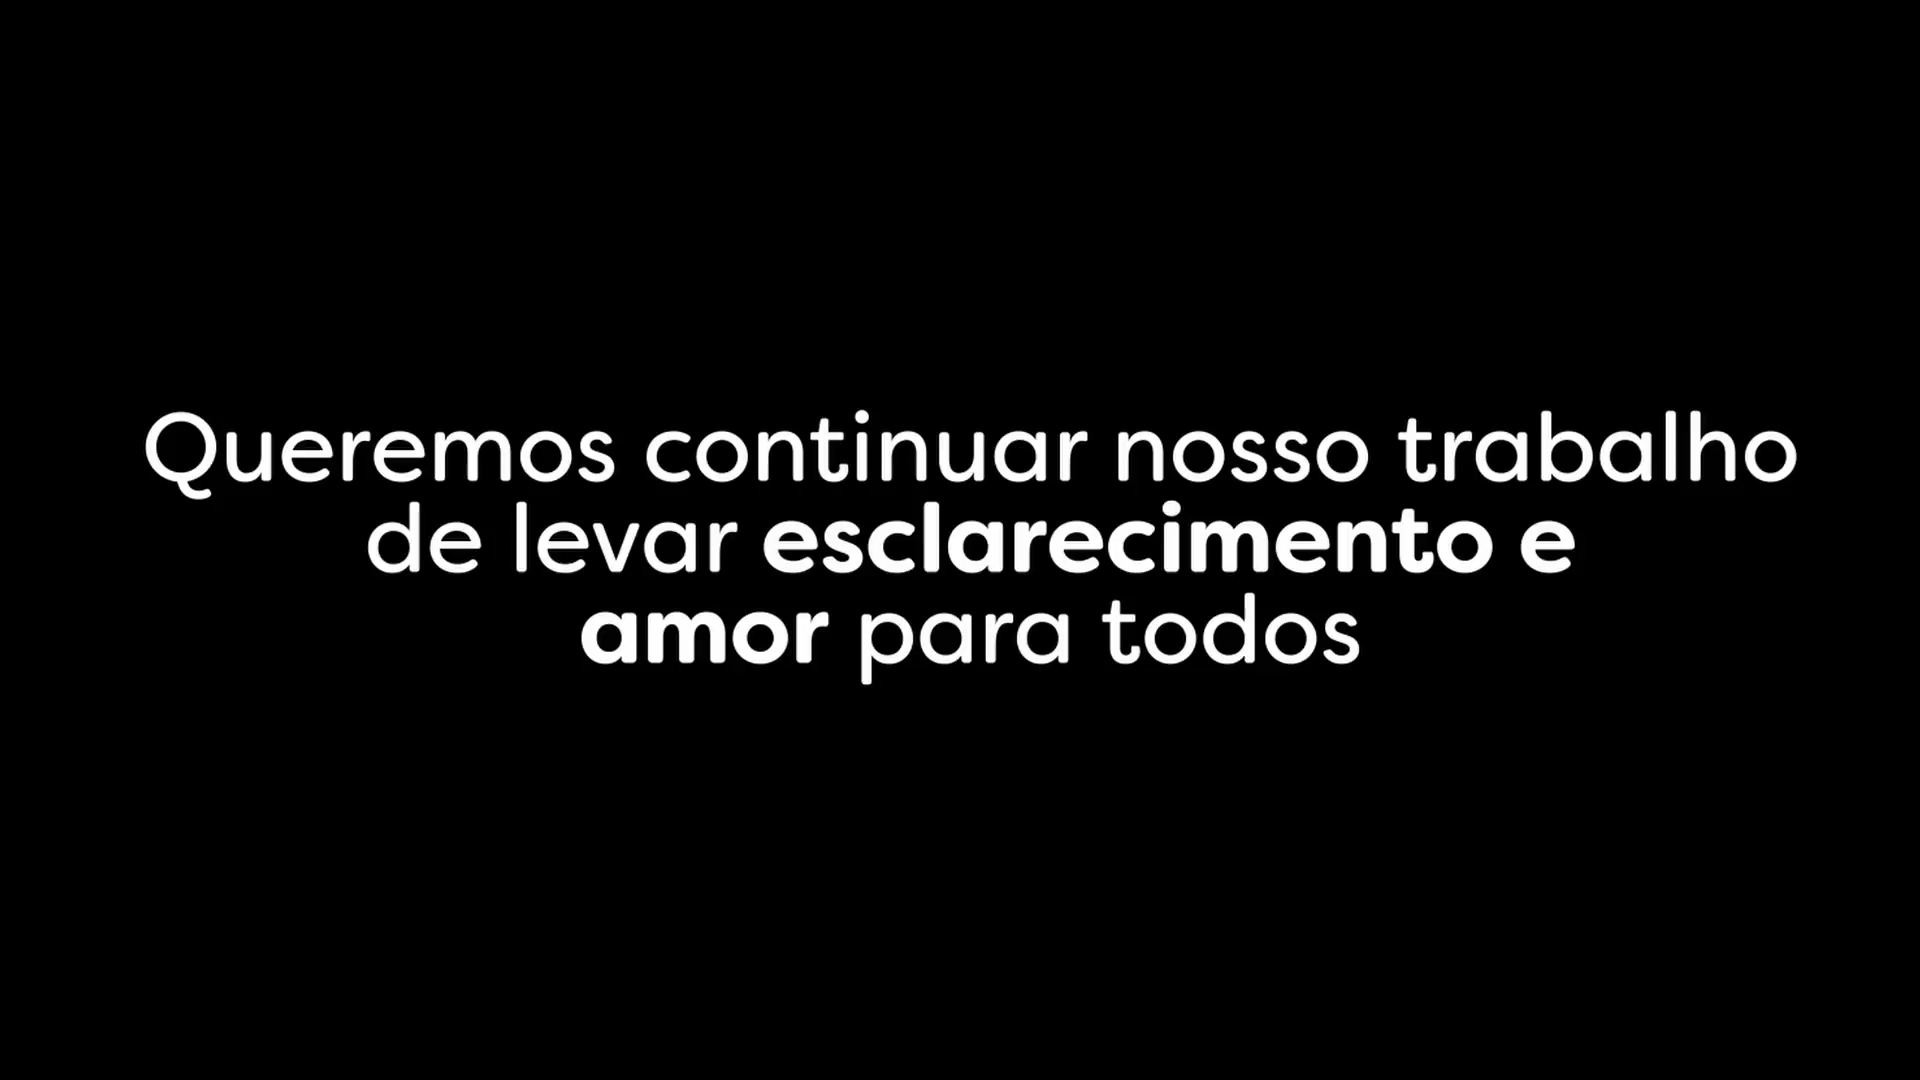 Queremos continuar nosso trabalho
de levar esclarecimento e
amor para todos